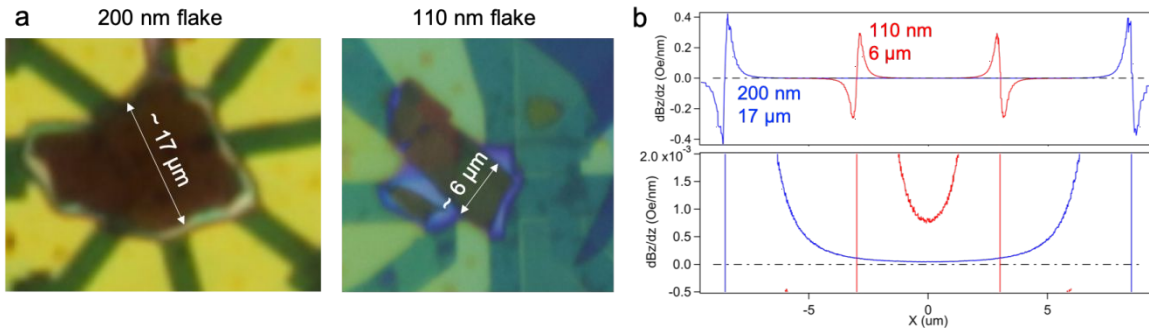 a
200 nm flake
110 nm flake
~ 17 μm
~ 6 μm
b
dBz/dz (Oe/nm)
0.4
0.2
0.0
-0.2
-0.4
110 nm
6 μm
200 nm
17 μm
dBz/dz (Oe/nm)
2.0 x10⁻³
1.5
1.0
0.5
0.0
-0.5
-5
0
5
X (um)